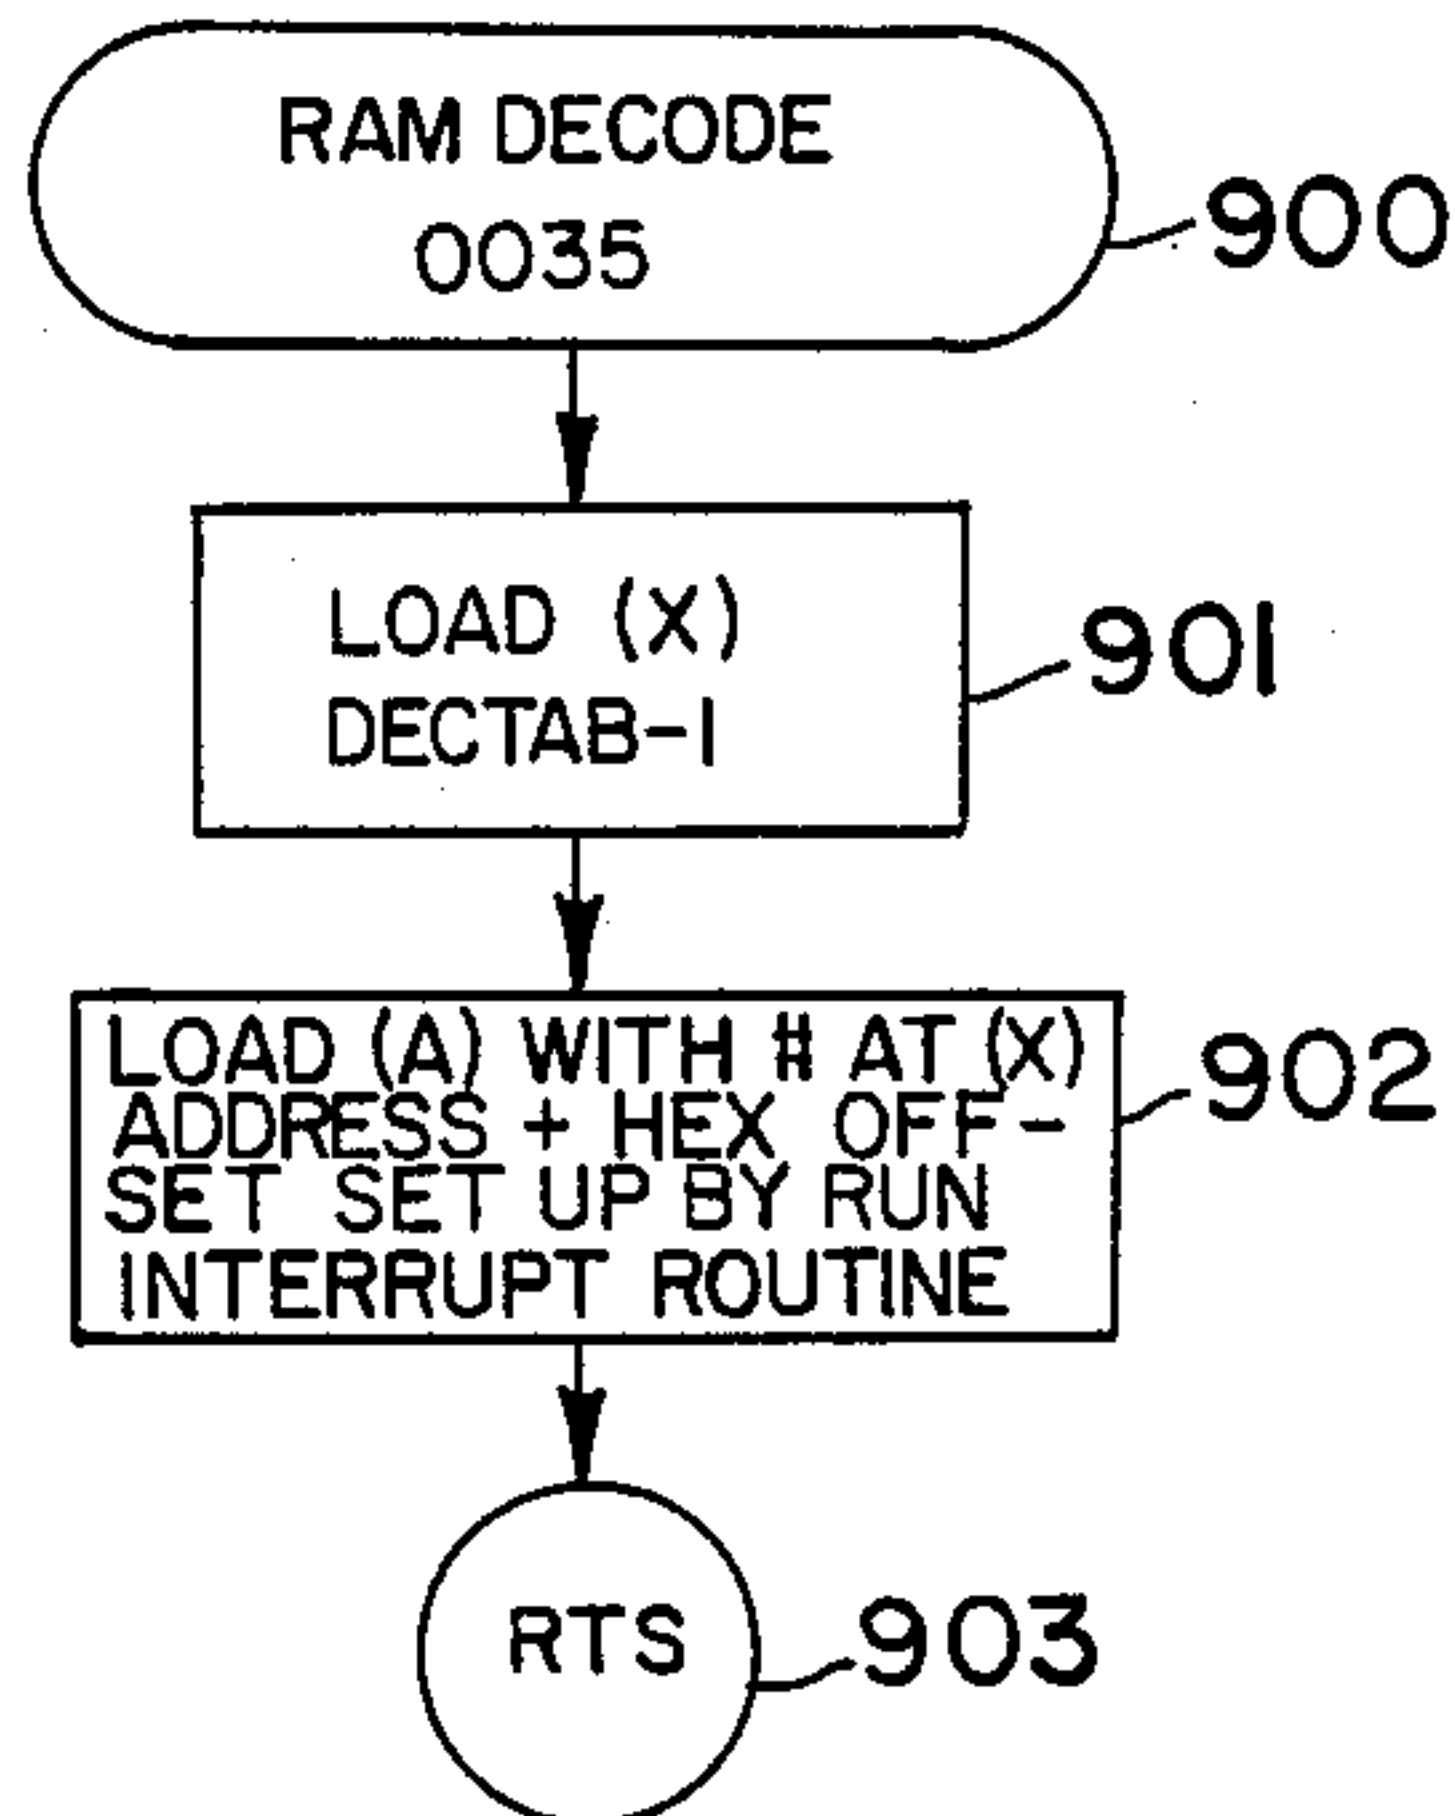 RAM DECODE
0035
900
LOAD (X)
DECTAB-1
901
LOAD (A) WITH # AT (X)
ADDRESS + HEX OFF-
SET SET UP BY RUN
INTERRUPT ROUTINE
902
RTS
903